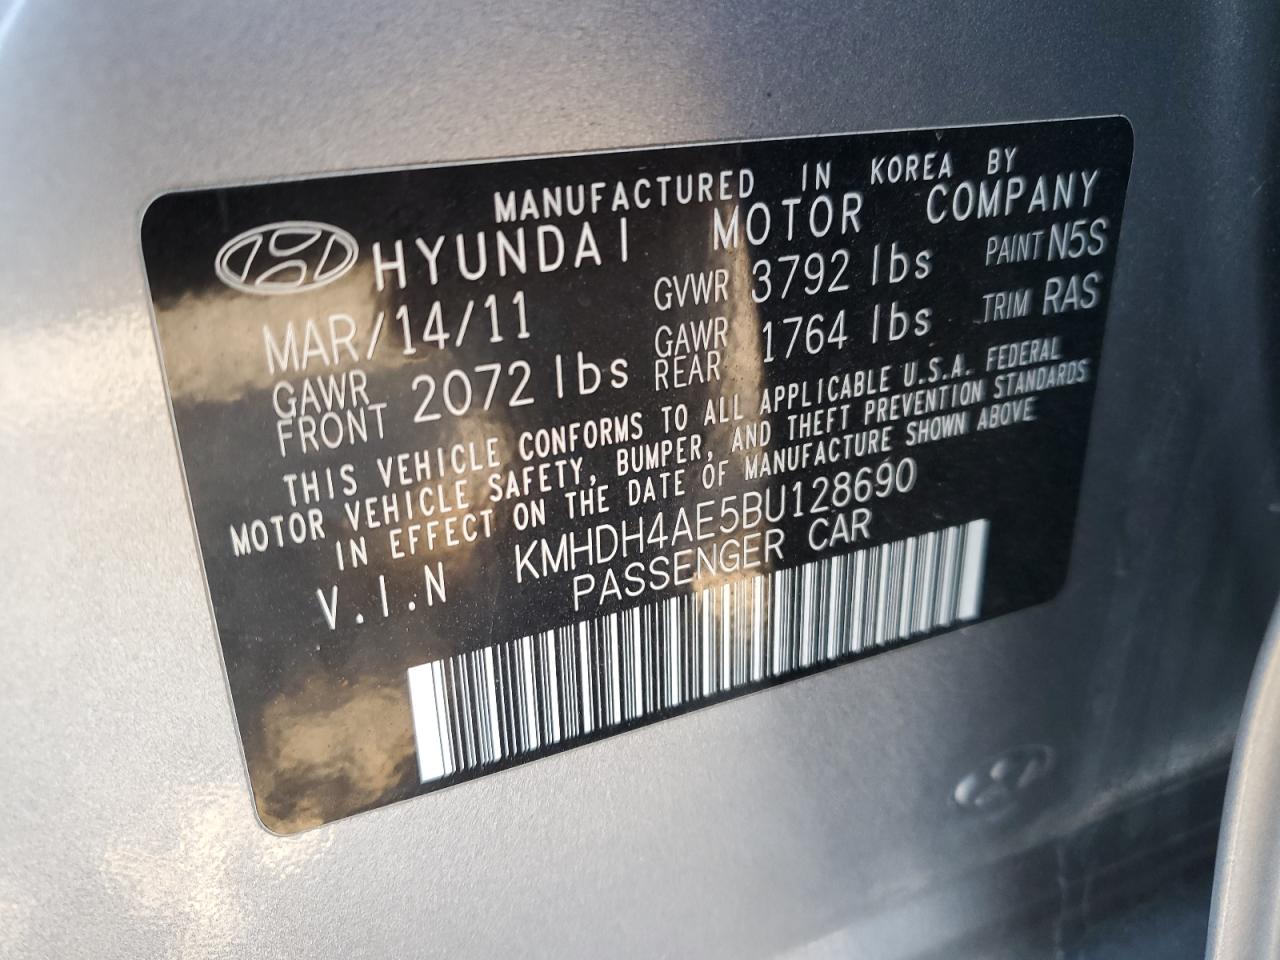 MANUFACTURED IN KOREA BY
HYUNDAI MOTOR COMPANY
MAR/14/11 GVWR 3792 lbs PAINT N5S
GAWR FRONT 2072 lbs GAWR REAR 1764 lbs TRIM RAS
THIS VEHICLE CONFORMS TO ALL APPLICABLE U.S.A. FEDERAL
MOTOR VEHICLE SAFETY, BUMPER, AND THEFT PREVENTION STANDARDS
IN EFFECT ON THE DATE OF MANUFACTURE SHOWN ABOVE
V.I.N KMHDH4AE5BU128690
PASSENGER CAR